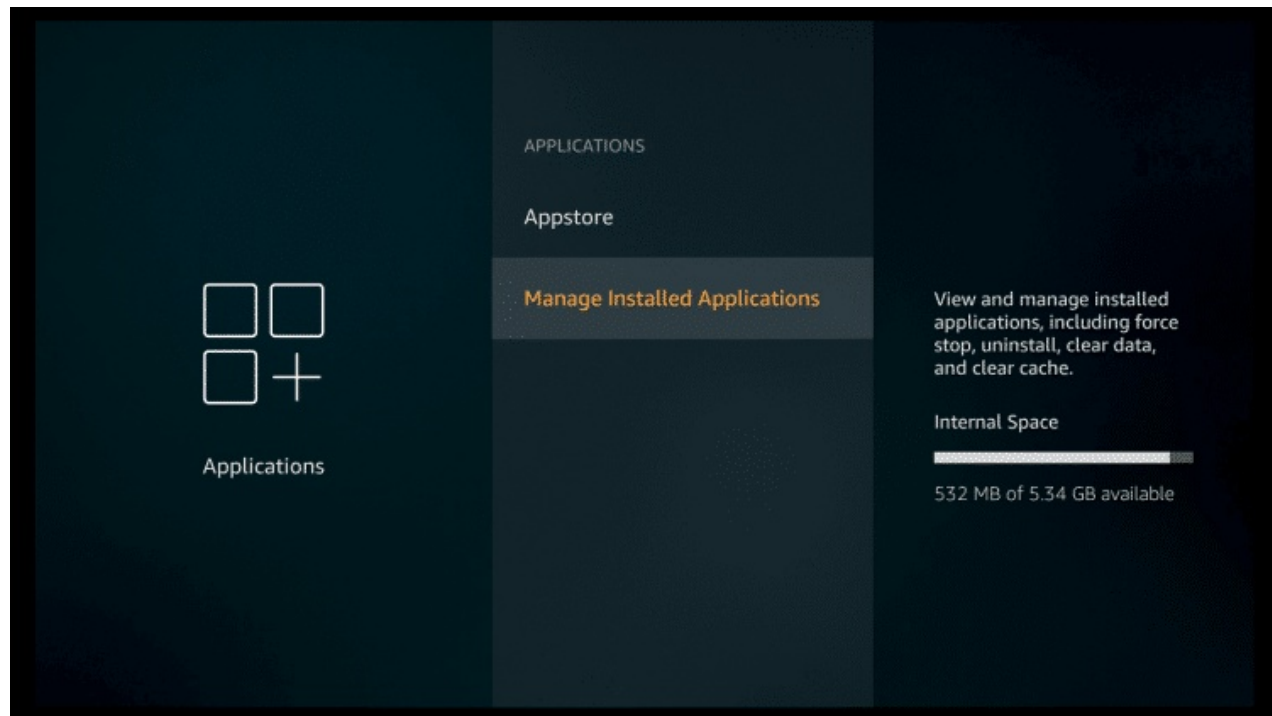 APPLICATIONS
Appstore
Manage Installed Applications
Applications
View and manage installed
applications, including force
stop, uninstall, clear data,
and clear cache.
Internal Space
532 MB of 5.34 GB available